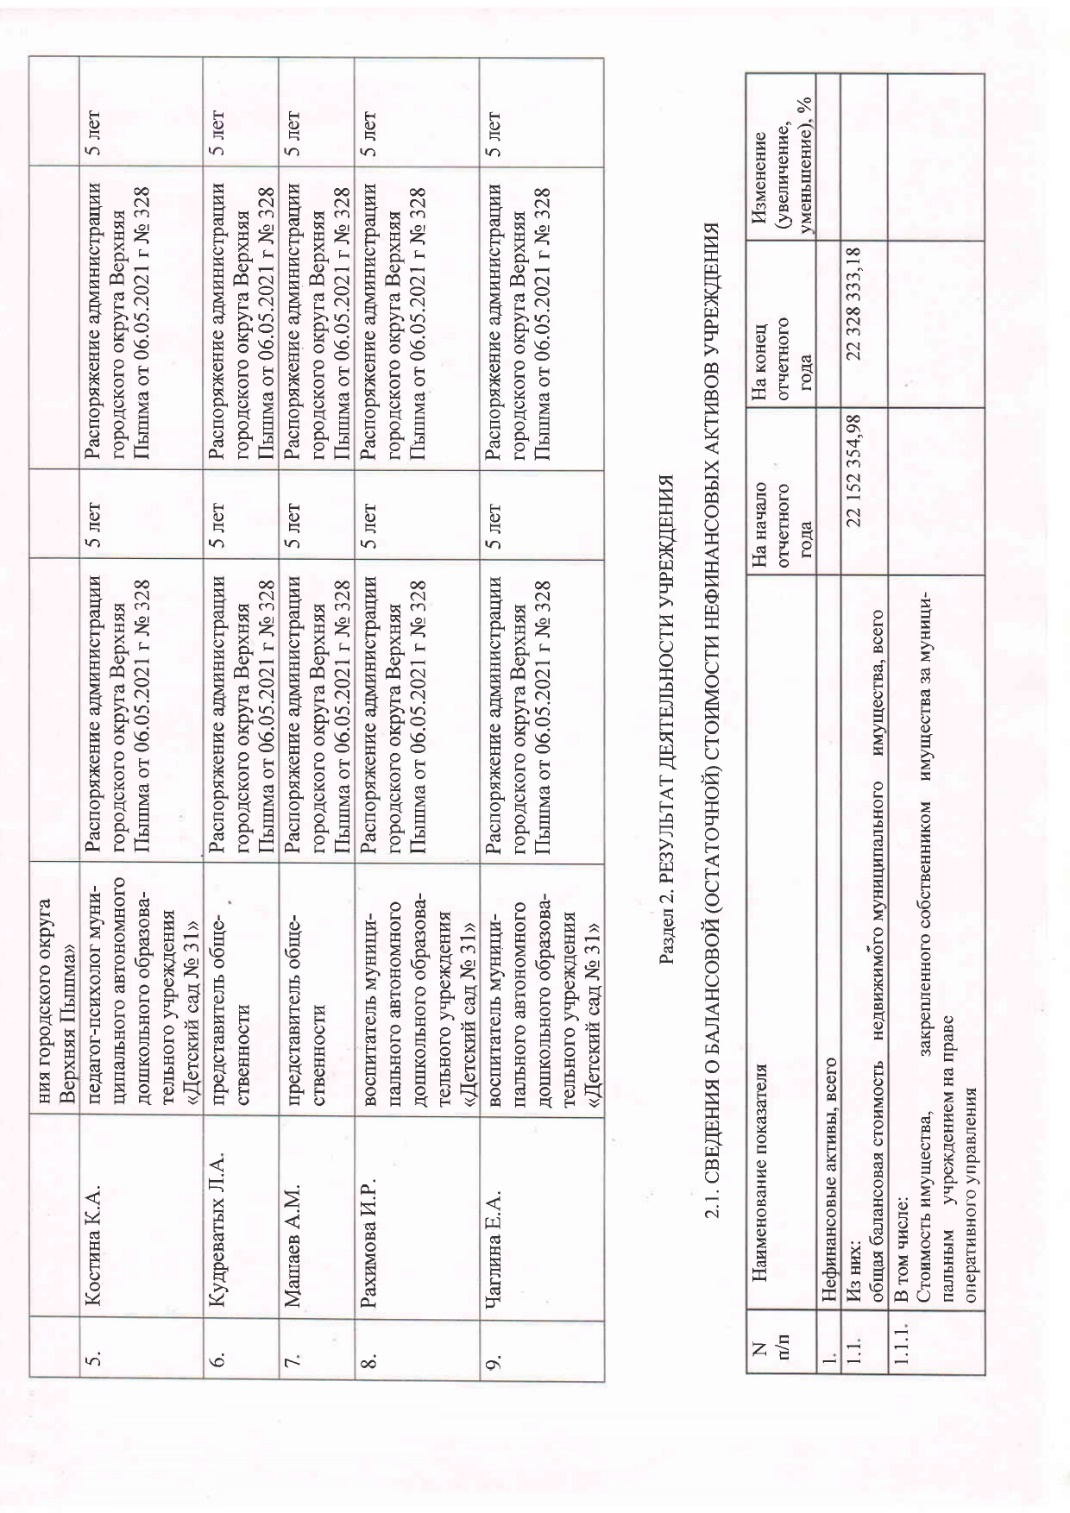 ния городского округа
Верхняя Пышма»
5.
Костина К.А.
педагог-психолог муни-
ципального автономного
дошкольного образова-
тельного учреждения
«Детский сад № 31»
Распоряжение администрации
городского округа Верхняя
Пышма от 06.05.2021 г № 328
5 лет
Распоряжение администрации
городского округа Верхняя
Пышма от 06.05.2021 г № 328
5 лет
6.
Кудреватых Л.А.
представитель обще-
ственности
Распоряжение администрации
городского округа Верхняя
Пышма от 06.05.2021 г № 328
5 лет
Распоряжение администрации
городского округа Верхняя
Пышма от 06.05.2021 г № 328
5 лет
7.
Машаев А.М.
представитель обще-
ственности
Распоряжение администрации
городского округа Верхняя
Пышма от 06.05.2021 г № 328
5 лет
Распоряжение администрации
городского округа Верхняя
Пышма от 06.05.2021 г № 328
5 лет
8.
Рахимова И.Р.
воспитатель муници-
пального автономного
дошкольного образова-
тельного учреждения
«Детский сад № 31»
Распоряжение администрации
городского округа Верхняя
Пышма от 06.05.2021 г № 328
5 лет
Распоряжение администрации
городского округа Верхняя
Пышма от 06.05.2021 г № 328
5 лет
9.
Чаглина Е.А.
воспитатель муници-
пального автономного
дошкольного образова-
тельного учреждения
«Детский сад № 31»
Распоряжение администрации
городского округа Верхняя
Пышма от 06.05.2021 г № 328
5 лет
Распоряжение администрации
городского округа Верхняя
Пышма от 06.05.2021 г № 328
5 лет
Раздел 2. РЕЗУЛЬТАТ ДЕЯТЕЛЬНОСТИ УЧРЕЖДЕНИЯ
2.1. СВЕДЕНИЯ О БАЛАНСОВОЙ (ОСТАТОЧНОЙ) СТОИМОСТИ НЕФИНАНСОВЫХ АКТИВОВ УЧРЕЖДЕНИЯ
N
п/п
Наименование показателя
На начало
отчетного
года
На конец
отчетного
года
Изменение
(увеличение,
уменьшение), %
1.
Нефинансовые активы, всего
1.1.
Из них:
общая балансовая стоимость недвижимого муниципального имущества, всего
22 152 354,98
22 328 333,18
1.1.1.
В том числе:
Стоимость имущества, закрепленного собственником имущества за муници-
пальным учреждением на праве
оперативного управления